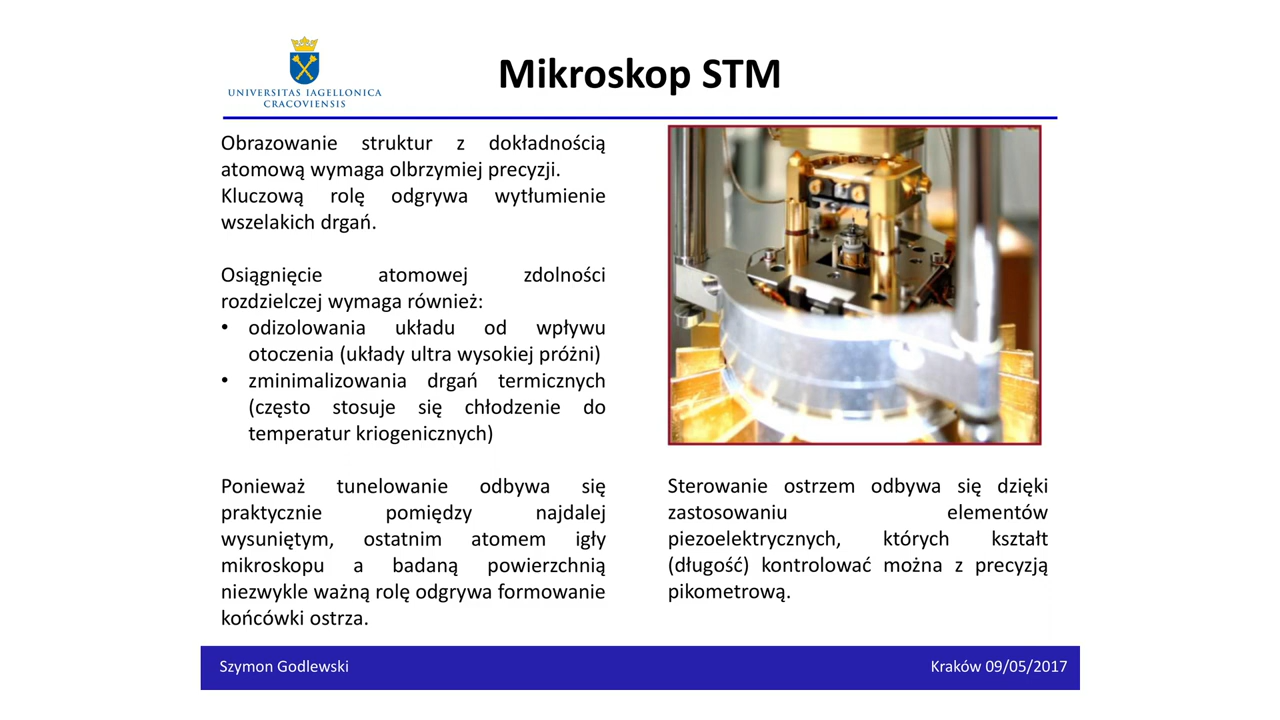 UNIVERSITAS IAGELLONICA
CRACOVIENSIS
Mikroskop STM
Obrazowanie struktur z dokładnością
atomową wymaga olbrzymiej precyzji.
Kluczową rolę odgrywa wytłumienie
wszelakich drgań.
Osiągnięcie atomowej zdolności
rozdzielczej wymaga również:
• odizolowania układu od wpływu
otoczenia (układy ultra wysokiej próżni)
• zminimalizowania drgań termicznych
(często stosuje się chłodzenie do
temperatur kriogenicznych)
Ponieważ tunelowanie odbywa się
praktycznie pomiędzy najdalej
wysuniętym, ostatnim atomem igły
mikroskopu a badaną powierzchnią
niezwykle ważną rolę odgrywa formowanie
końcówki ostrza.
Sterowanie ostrzem odbywa się dzięki
zastosowaniu elementów
piezoelektrycznych, których kształt
(długość) kontrolować można z precyzją
pikometrową.
Szymon Godlewski
Kraków 09/05/2017